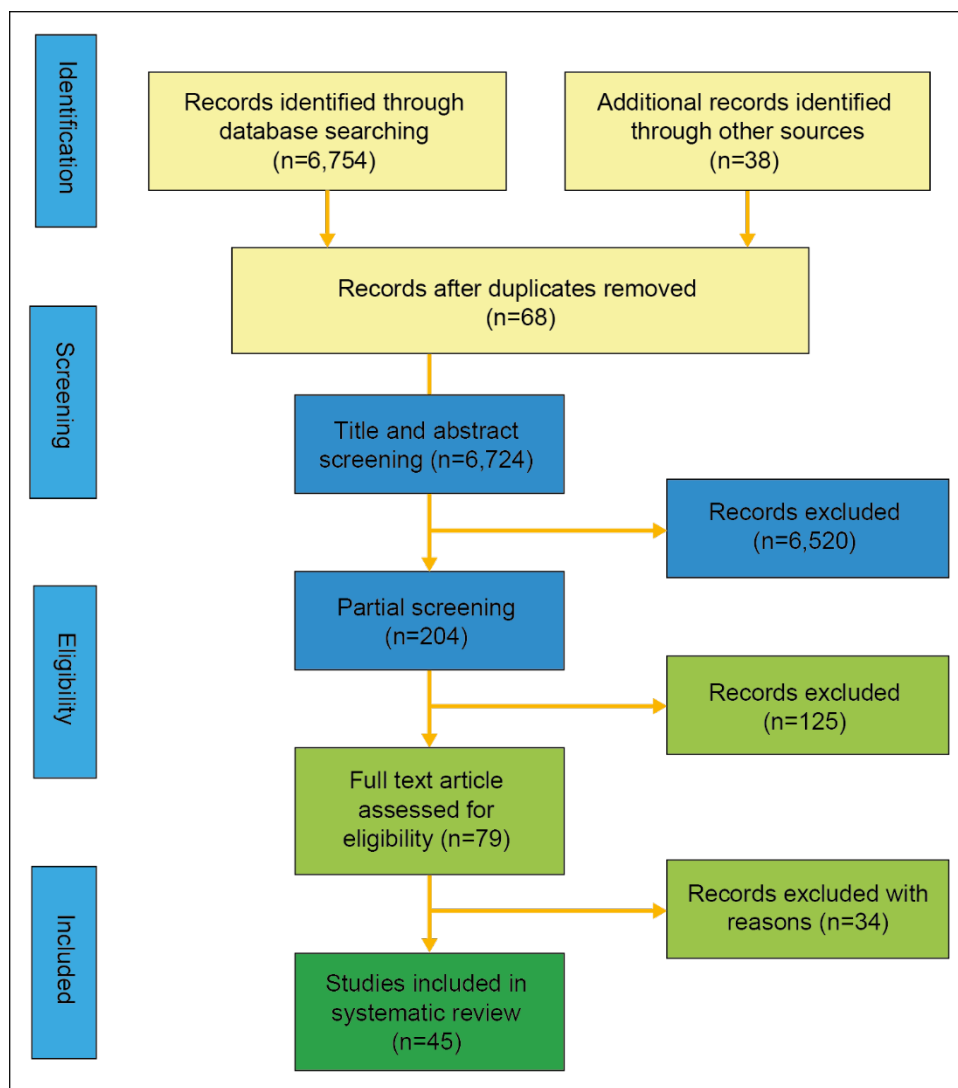 Identification
Records identified through
database searching
(n=6,754)
Additional records identified
through other sources
(n=38)
Records after duplicates removed
(n=68)
Screening
Title and abstract
screening (n=6,724)
Records excluded
(n=6,520)
Partial screening
(n=204)
Eligibility
Records excluded
(n=125)
Full text article
assessed for
eligibility (n=79)
Included
Records excluded with
reasons (n=34)
Studies included in
systematic review
(n=45)